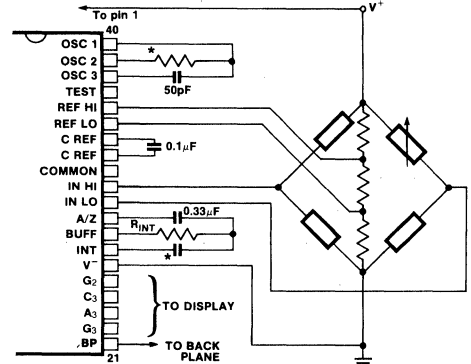 To pin 1
V+
40
OSC 1
OSC 2
*
OSC 3
50pF
TEST
REF HI
REF LO
C REF
0.1µF
C REF
COMMON
IN HI
IN LO
A/Z
0.33µF
BUFF
RINT
INT
*
V−
G2
C3
TO DISPLAY
A3
G3
BP
TO BACK
PLANE
21